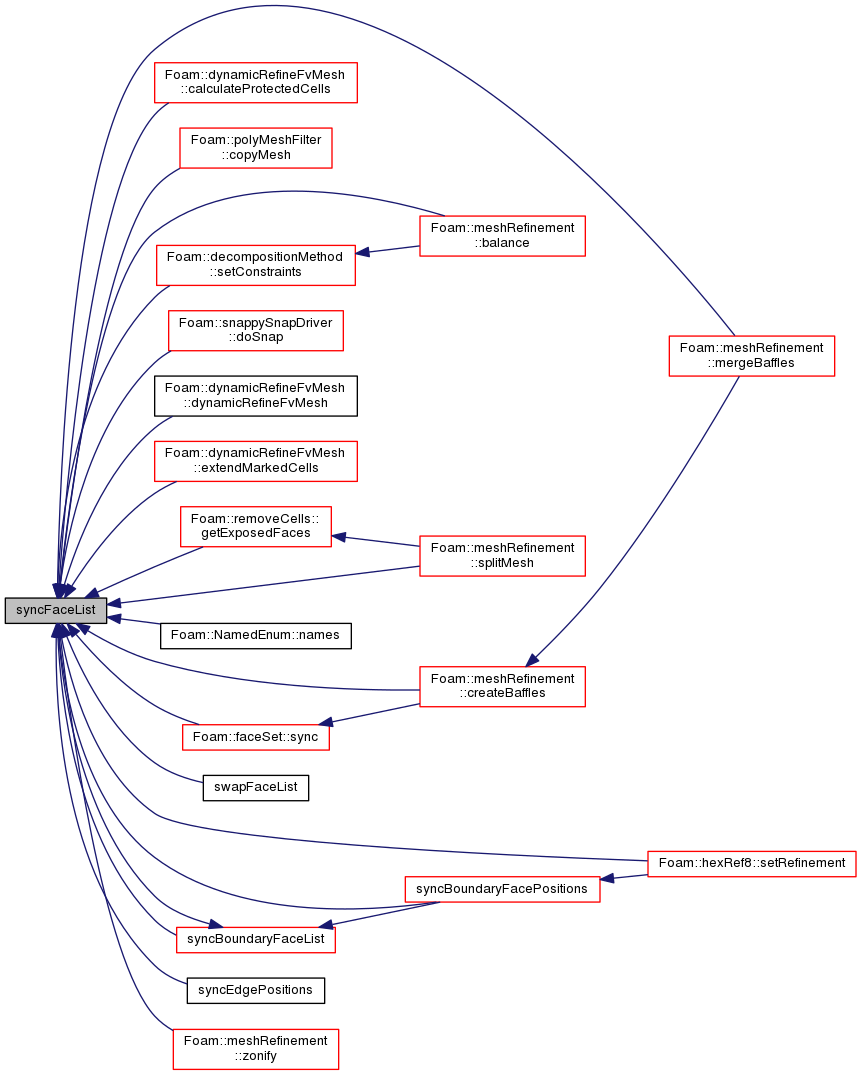 Foam::dynamicRefineFvMesh
::calculateProtectedCells
Foam::polyMeshFilter
::copyMesh
Foam::meshRefinement
::balance
Foam::decompositionMethod
::setConstraints
Foam::snappySnapDriver
::doSnap
Foam::meshRefinement
::mergeBaffles
Foam::dynamicRefineFvMesh
::dynamicRefineFvMesh
Foam::dynamicRefineFvMesh
::extendMarkedCells
Foam::removeCells::
getExposedFaces
Foam::meshRefinement
::splitMesh
syncFaceList
Foam::NamedEnum::names
Foam::meshRefinement
::createBaffles
Foam::faceSet::sync
swapFaceList
Foam::hexRef8::setRefinement
syncBoundaryFacePositions
syncBoundaryFaceList
syncEdgePositions
Foam::meshRefinement
::zonify